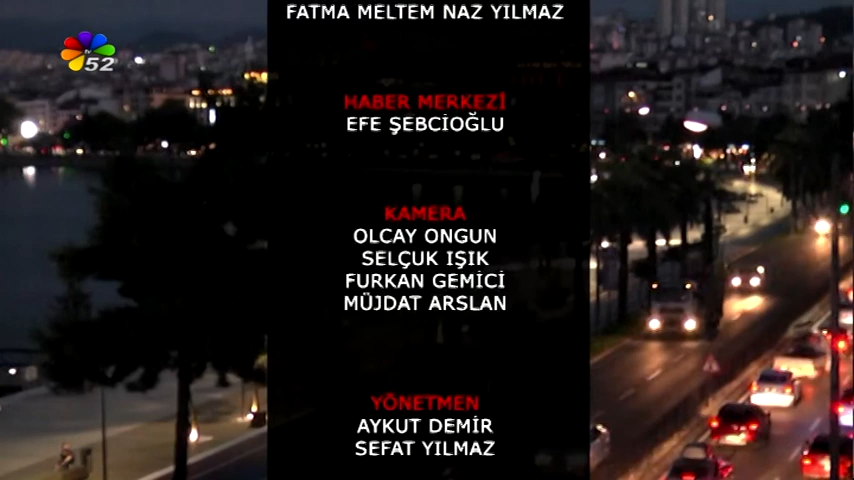 FATMA MELTEM NAZ YILMAZ
tv
52
HABER MERKEZİ
EFE ŞEBCİOĞLU
KAMERA
OLCAY ONGUN
SELÇUK IŞIK
FURKAN GEMİCİ
MÜJDAT ARSLAN
YÖNETMEN
AYKUT DEMİR
SEFAT YILMAZ